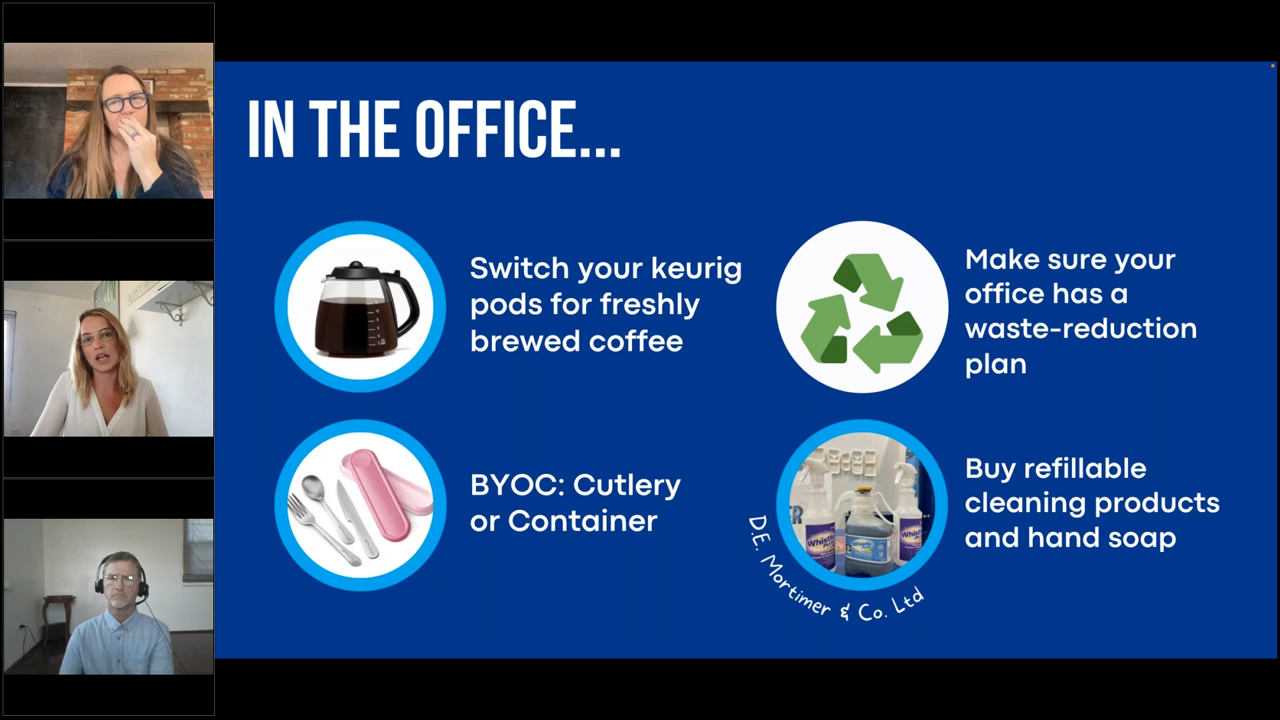 IN THE OFFICE...
Switch your keurig
pods for freshly
brewed coffee
Make sure your
office has a
waste-reduction
plan
BYOC: Cutlery
or Container
Buy refillable
cleaning products
and hand soap
D.E. Mortimer & Co. Ltd